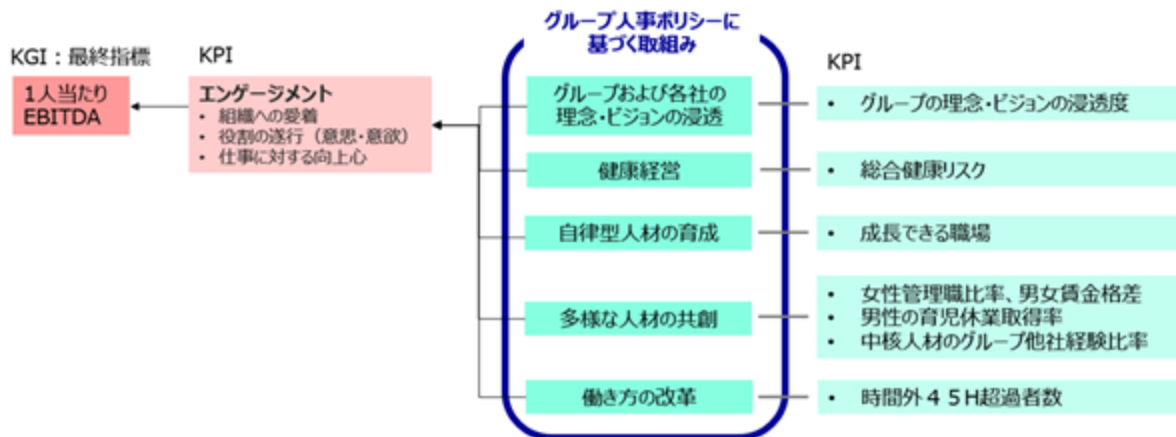 KGI：最終指標
1人当たり
EBITDA
KPI
エンゲージメント
• 組織への愛着
• 役割の遂行（意思・意欲）
• 仕事に対する向上心
グループ人事ポリシーに
基づく取組み
グループおよび各社の
理念・ビジョンの浸透
健康経営
自律型人材の育成
多様な人材の共創
働き方の改革
KPI
• グループの理念・ビジョンの浸透度
• 総合健康リスク
• 成長できる職場
• 女性管理職比率、男女賃金格差
• 男性の育児休業取得率
• 中核人材のグループ他社経験比率
• 時間外４５H超過者数